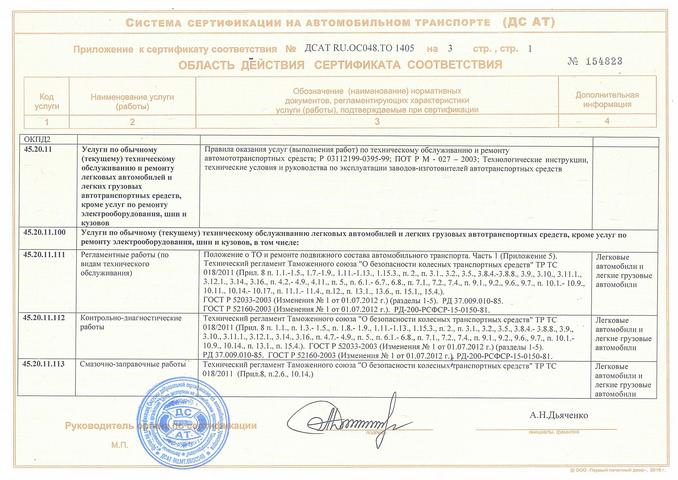 СИСТЕМА СЕРТИФИКАЦИИ НА АВТОМОБИЛЬНОМ ТРАНСПОРТЕ (ДС АТ)
Приложение к сертификату соответствия № ДСАТ RU.ОС048.ТО 1405 на 3 стр., стр. 1
ОБЛАСТЬ ДЕЙСТВИЯ СЕРТИФИКАТА СООТВЕТСТВИЯ № 154823
Код услуги
Наименование услуги (работы)
Обозначение (наименование) нормативных
документов, регламентирующих характеристики
услуги (работы), подтверждаемые при сертификации
Дополнительная информация
1 2 3 4
ОКПД2
45.20.11
Услуги по обычному
(текущему) техническому
обслуживанию и ремонту
легковых автомобилей и
легких грузовых
автотранспортных средств,
кроме услуг по ремонту
электрооборудования, шин и
кузовов
Правила оказания услуг (выполнения работ) по техническому обслуживанию и ремонту
автомототранспортных средств; Р 03112199-0395-99; ПОТ Р М - 027 – 2003; Технологические инструкции,
технические условия и руководства по эксплуатации заводов-изготовителей автотранспортных средств
45.20.11.100 Услуги по обычному (текущему) техническому обслуживанию легковых автомобилей и легких грузовых автотранспортных средств, кроме услуг по
ремонту электрооборудования, шин и кузовов, в том числе:
45.20.11.111
Регламентные работы (по
видам технического
обслуживания)
Положение о ТО и ремонте подвижного состава автомобильного транспорта. Часть 1 (Приложение 5).
Технический регламент Таможенного союза "О безопасности колесных транспортных средств" ТР ТС
018/2011 (Прил. 8 п. 1.1.-1.5, 1.7.-1.9., 1.11.-1.13., 1.15.3., п. 2., п. 3.1., 3.2., 3.5., 3.8.4.-3.8.8., 3.9., 3.10., 3.11.1.,
3.12.1., 3.14., 3.16., п. 4.2.- 4.9., 4.11., п. 5., п. 6.1.- 6.7., 6.8., п. 7.1., 7.2., 7.4., п. 9.1., 9.2., 9.6., 9.7., п. 10.1.- 10.9.,
10.11., 10.14.- 10.17., п. 11.1.- 11.4., п.12., п. 13.1., 13.6., п. 15.1., 15.4.).
ГОСТ Р 52033-2003 (Изменения № 1 от 01.07.2012 г.) (разделы 1-5). РД 37.009.010-85.
ГОСТ Р 52160-2003 (Изменения № 1 от 01.07.2012 г.). РД-200-РСФСР-15-0150-81.
Легковые
автомобили и
легкие грузовые
автомобили
45.20.11.112
Контрольно-диагностические
работы
Технический регламент Таможенного союза "О безопасности колесных транспортных средств" ТР ТС
018/2011 (Прил. 8 п. 1.1., п. 1.3.- 1.5., п. 1.8.- 1.9., 1.11.-1.13., 1.15.3., п. 2., п. 3.1., 3.2., 3.5., 3.8.4.- 3.8.8., 3.9.,
3.10., 3.11.1., 3.12.1., 3.14., 3.16., п. 4.7.- 4.9., п. 5., п. 6.1.- 6.8., п. 7.1., 7.2., 7.4., п. 9.1., 9.2., 9.6., 9.7., п. 10.1.-
10.9., 10.14., п. 13.1., п. 15.4.). ГОСТ Р 52033-2003 (Изменения № 1 от 01.07.2012 г.) (разделы 1-5).
РД 37.009.010-85. ГОСТ Р 52160-2003 (Изменения № 1 от 01.07.2012 г.). РД-200-РСФСР-15-0150-81.
Легковые
автомобили и
легкие грузовые
автомобили
45.20.11.113
Смазочно-заправочные работы
Технический регламент Таможенного союза "О безопасности колесных транспортных средств" ТР ТС
018/2011 (Прил.8, п.2.6., 10.14.)
Легковые
автомобили и
легкие грузовые
автомобили
Руководитель органа по сертификации
М.П.
ДС
АТ
подпись
А.Н.Дьяченко
инициалы, фамилия
© ООО «Первый печатный двор», 2015 г.